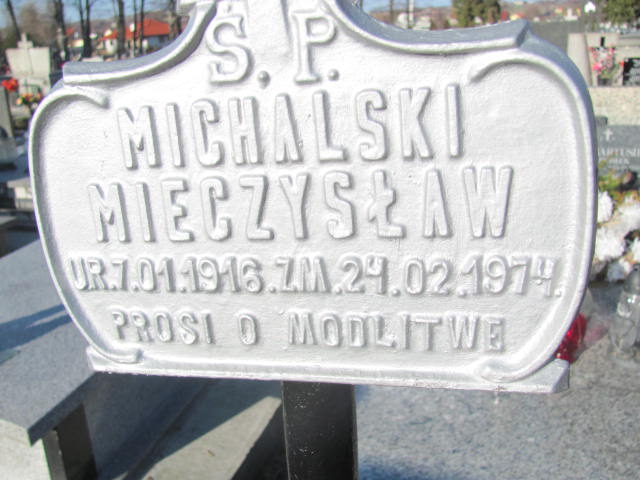 Ś.P.
MICHALSKI
MIECZYSŁAW
UR.7.01.1916.ZM.24.02.1974.
PROSI O MODLITWE